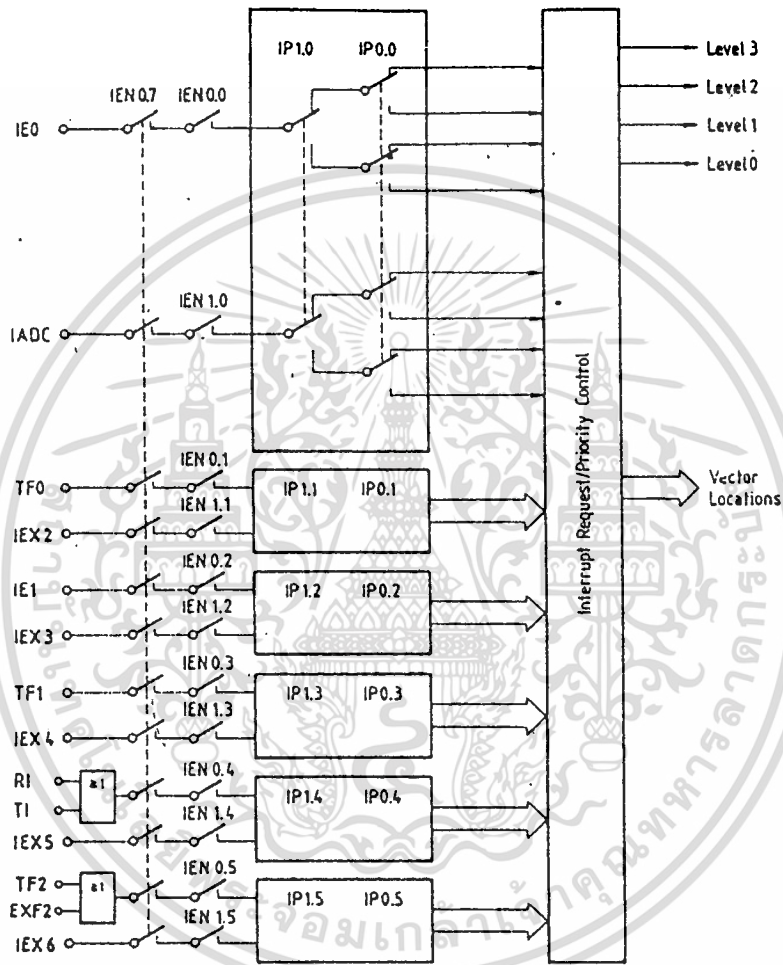 IP1.0 IP0.0
Level 3
Level 2
Level 1
Level 0
IEN 0.7 IEN 0.0
IE0
IEN 1.0
IADC
Interrupt Request/Priority Control
Vector
Locations
TF0
IEN 0.1
IP1.1 IP0.1
IEX2
IEN 1.1
IE1
IEN 0.2
IP1.2 IP0.2
IEX3
IEN 1.2
TF1
IEN 0.3
IP1.3 IP0.3
IEX4
IEN 1.3
RI
TI
≥1
IEN 0.4
IP1.4 IP0.4
IEX5
IEN 1.4
TF2
EXF2
≥1
IEN 0.5
IP1.5 IP0.5
IEX6
IEN 1.5